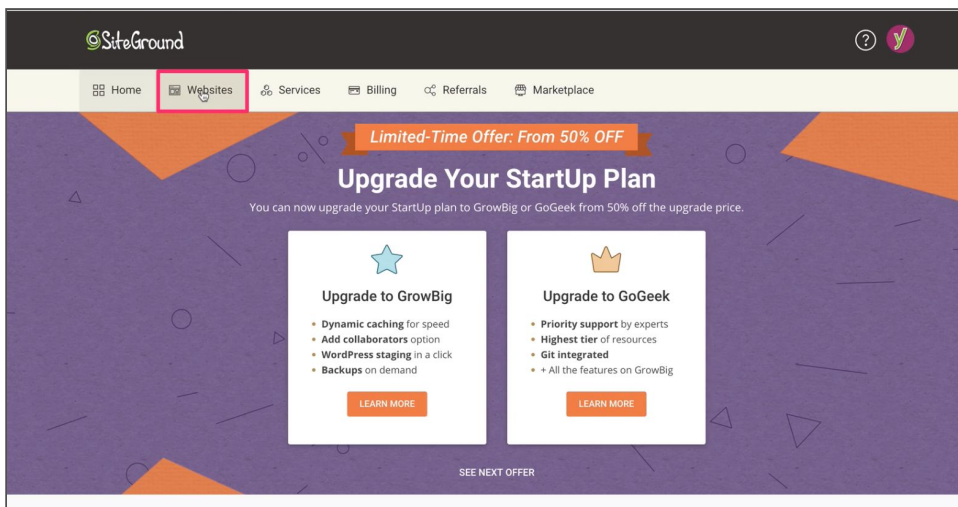 SiteGround
?
y
Home Websites Services Billing Referrals Marketplace
Limited-Time Offer: From 50% OFF
Upgrade Your StartUp Plan
You can now upgrade your StartUp plan to GrowBig or GoGeek from 50% off the upgrade price.
Upgrade to GrowBig
• Dynamic caching for speed
• Add collaborators option
• WordPress staging in a click
• Backups on demand
LEARN MORE
Upgrade to GoGeek
• Priority support by experts
• Highest tier of resources
• Git integrated
• + All the features on GrowBig
LEARN MORE
SEE NEXT OFFER